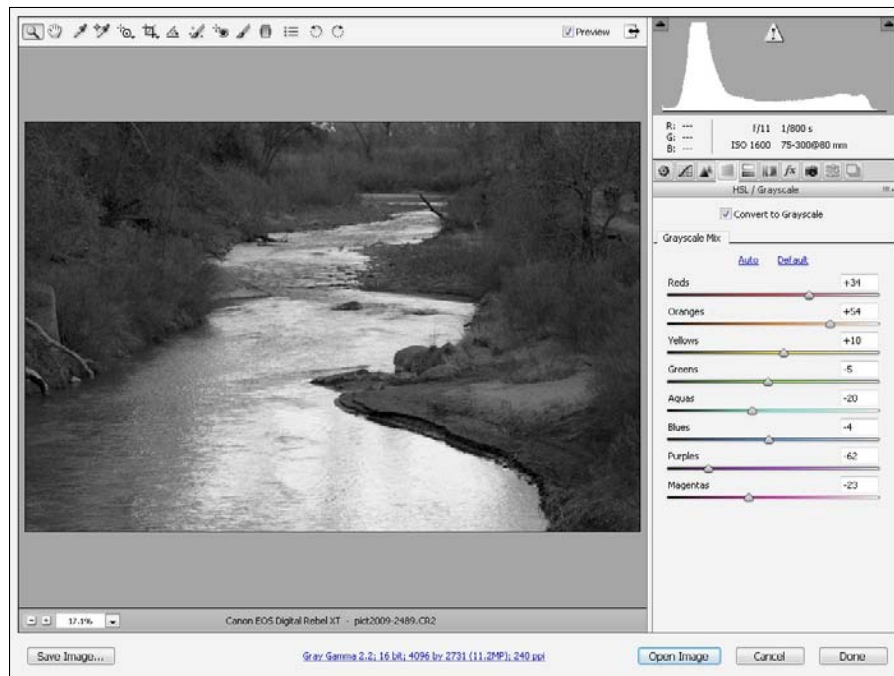 Preview
R: ---
G: ---
B: ---
f/11 1/800 s
ISO 1600 75-300@80 mm
fx
HSL / Grayscale
Convert to Grayscale
Grayscale Mix
Auto Default
Reds +34
Oranges +54
Yellows +10
Greens -5
Aquas -20
Blues -4
Purples -62
Magentas -23
17.1% Canon EOS Digital Rebel XT - pict2009-2489.CR2
Save Image... Gray Gamma 2.2; 16 bit; 4096 by 2731 (11.2MP); 240 ppi Open Image Cancel Done